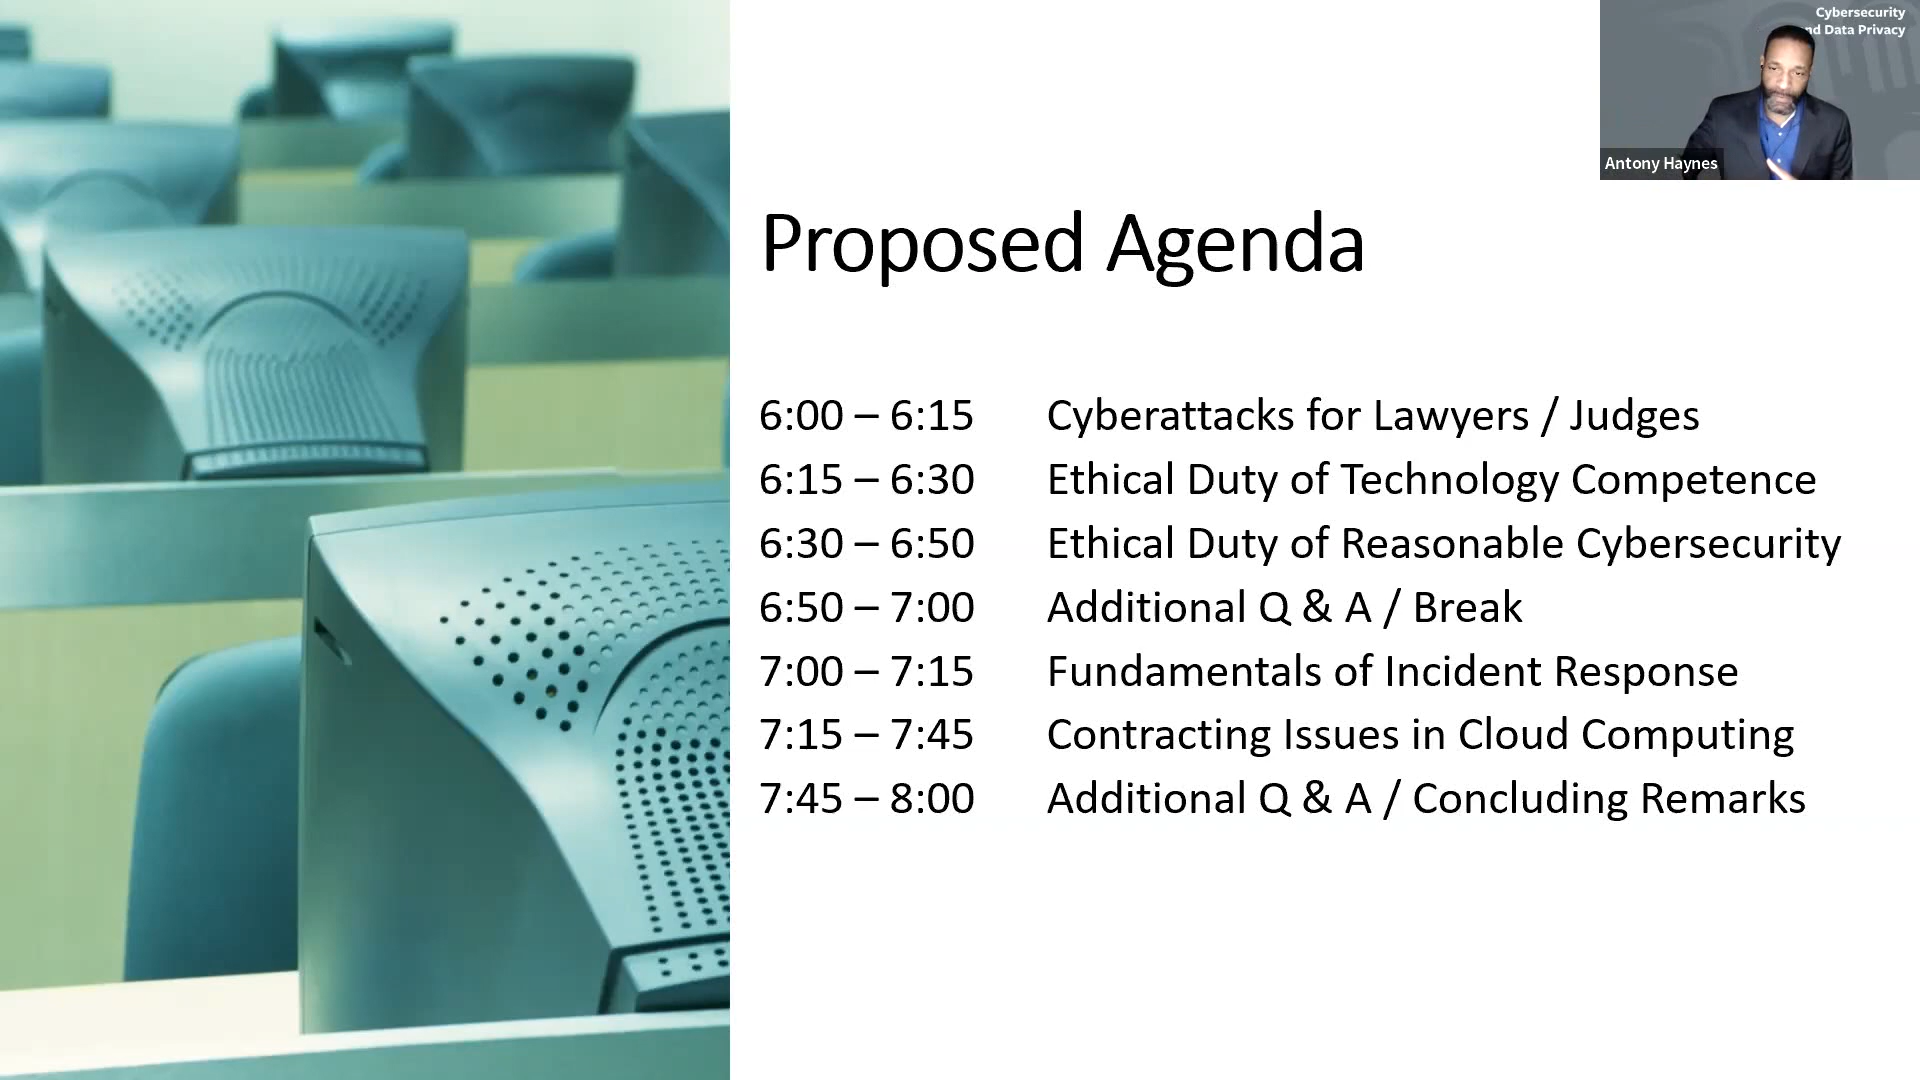 Cybersecurity
nd Data Privacy
Antony Haynes
Proposed Agenda
6:00 – 6:15 Cyberattacks for Lawyers / Judges
6:15 – 6:30 Ethical Duty of Technology Competence
6:30 – 6:50 Ethical Duty of Reasonable Cybersecurity
6:50 – 7:00 Additional Q & A / Break
7:00 – 7:15 Fundamentals of Incident Response
7:15 – 7:45 Contracting Issues in Cloud Computing
7:45 – 8:00 Additional Q & A / Concluding Remarks